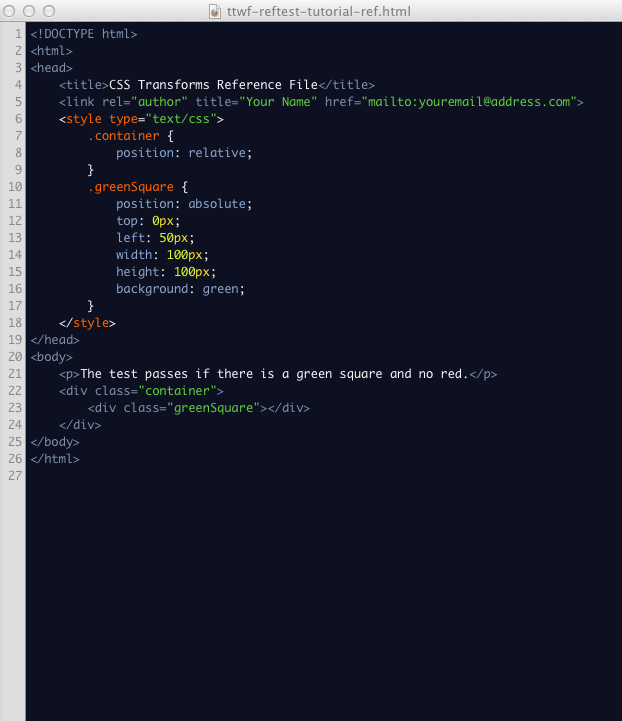 ttwf-reftest-tutorial-ref.html
1 <!DOCTYPE html>
2 <html>
3 <head>
4     <title>CSS Transforms Reference File</title>
5     <link rel="author" title="Your Name" href="mailto:youremail@address.com">
6     <style type="text/css">
7         .container {
8             position: relative;
9         }
10         .greenSquare {
11             position: absolute;
12             top: 0px;
13             left: 50px;
14             width: 100px;
15             height: 100px;
16             background: green;
17         }
18     </style>
19 </head>
20 <body>
21     <p>The test passes if there is a green square and no red.</p>
22     <div class="container">
23         <div class="greenSquare"></div>
24     </div>
25 </body>
26 </html>
27